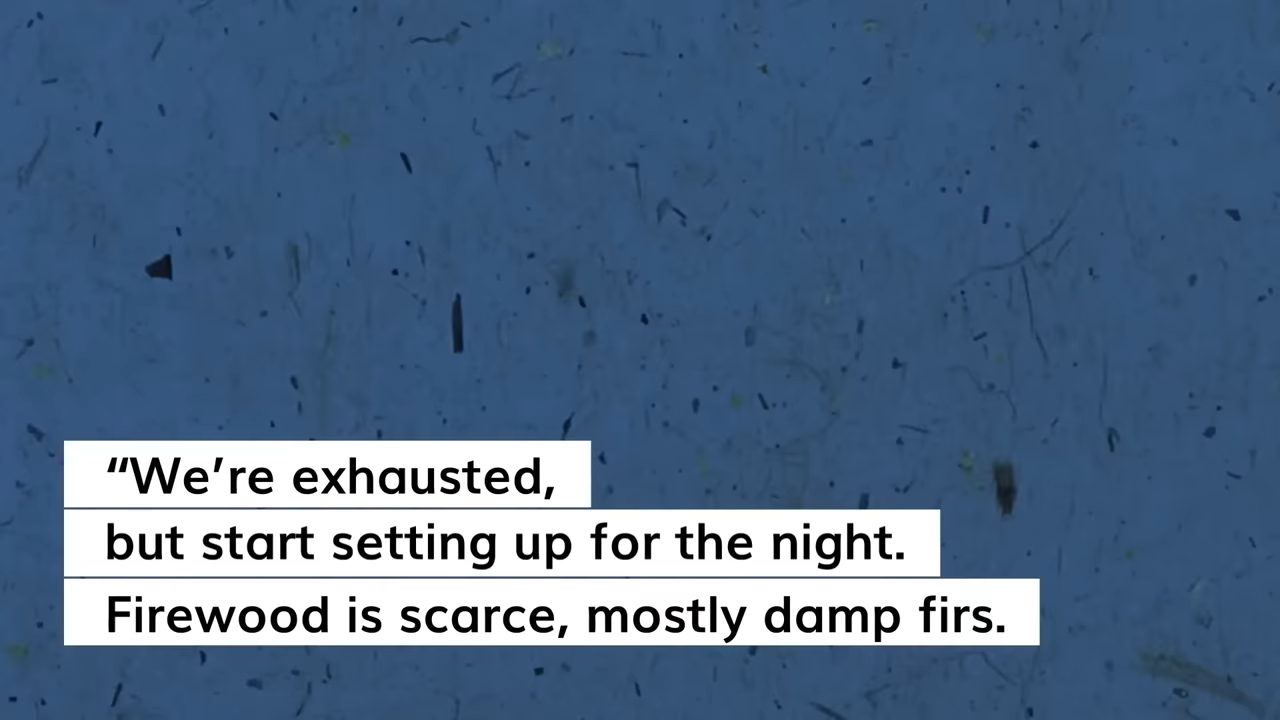 “We’re exhausted,
but start setting up for the night.
Firewood is scarce, mostly damp firs.